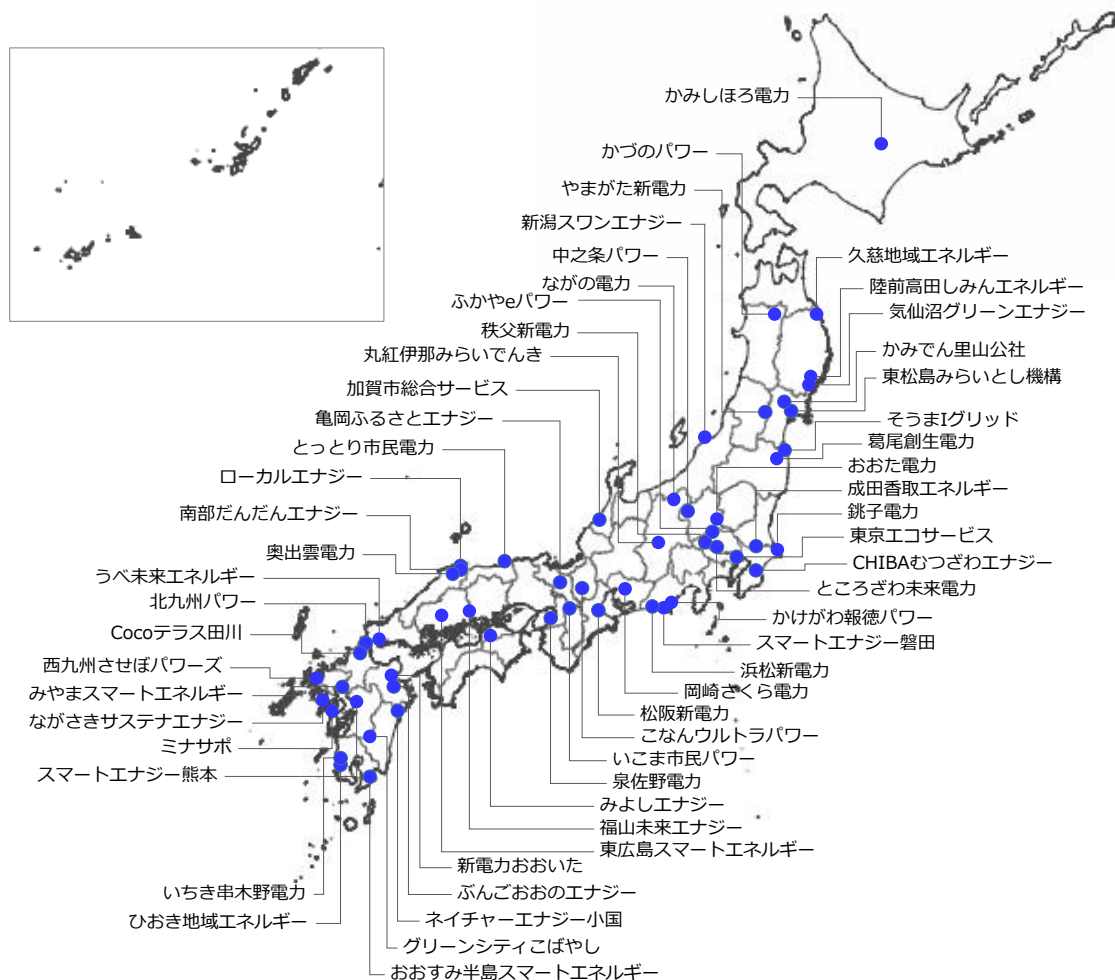 かみしほろ電力
かづのパワー
やまがた新電力
新潟スワンエナジー
中之条パワー
ながの電力
ふかやeパワー
秩父新電力
丸紅伊那みらいでんき
加賀市総合サービス
亀岡ふるさとエナジー
とっとり市民電力
ローカルエナジー
南部だんだんエナジー
奥出雲電力
うべ未来エネルギー
北九州パワー
Cocoテラス田川
西九州させぼパワーズ
みやまスマートエネルギー
ながさきサステナエナジー
ミナサポ
スマートエナジー熊本
いちき串木野電力
ひおき地域エネルギー
久慈地域エネルギー
陸前高田しみんエネルギー
気仙沼グリーンエナジー
かみでん里山公社
東松島みらいとし機構
そうまIグリッド
葛尾創生電力
おおた電力
成田香取エネルギー
銚子電力
東京エコサービス
CHIBAむつざわエナジー
ところざわ未来電力
かけがわ報徳パワー
スマートエナジー磐田
浜松新電力
岡崎さくら電力
松阪新電力
こなんウルトラパワー
いこま市民パワー
泉佐野電力
みよしエナジー
福山未来エナジー
東広島スマートエネルギー
新電力おおいた
ぶんごおおのエナジー
ネイチャーエナジー小国
グリーンシティこばやし
おおすみ半島スマートエネルギー